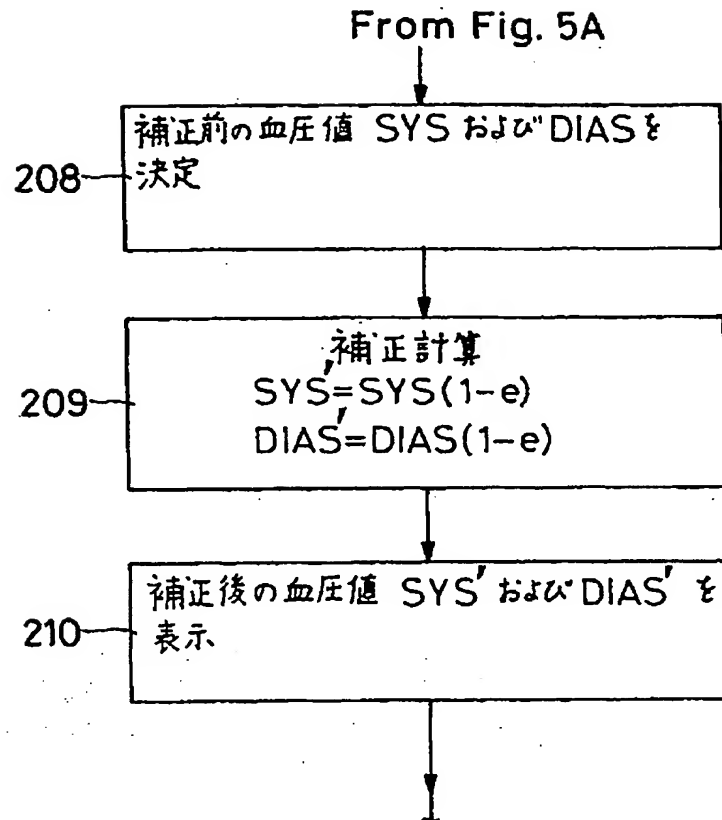 From Fig. 5A
208
補正前の血圧値 SYS および DIAS を
決定
209
補正計算
SYS'=SYS(1-e)
DIAS'=DIAS(1-e)
210
補正後の血圧値 SYS' および DIAS' を
表示